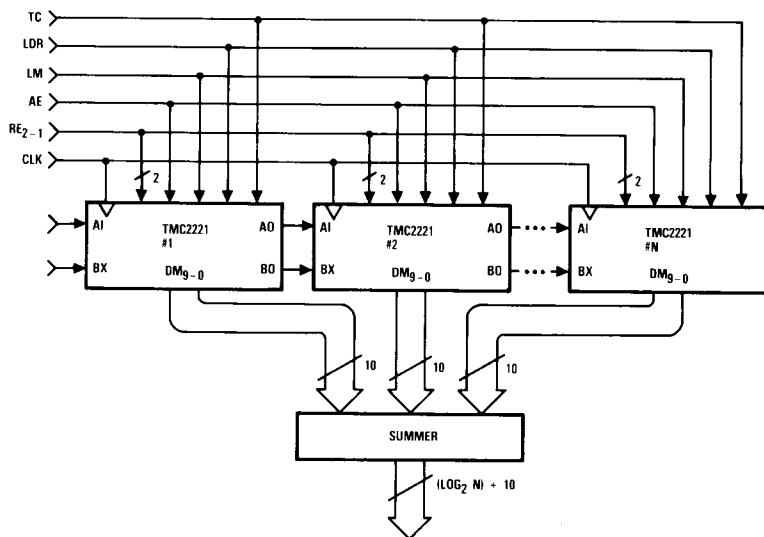 TC
LDR
LM
AE
RE2-1
CLK
2
2
2
AI
TMC2221
#1
AO
BX
DM9-0
BO
AI
TMC2221
#2
AO
BX
DM9-0
BO
AI
TMC2221
#N
BX
DM9-0
10
10
10
SUMMER
(LOG2 N) + 10